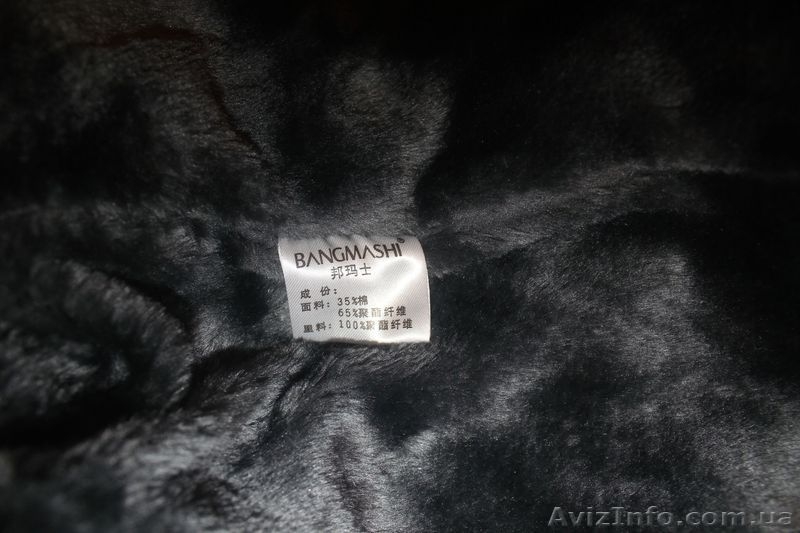 BANGMASHI®
邦玛士
成 份:
面料: 35%棉
65%聚酯纤维
里料: 100%聚酯纤维
AvizInfo.com.ua